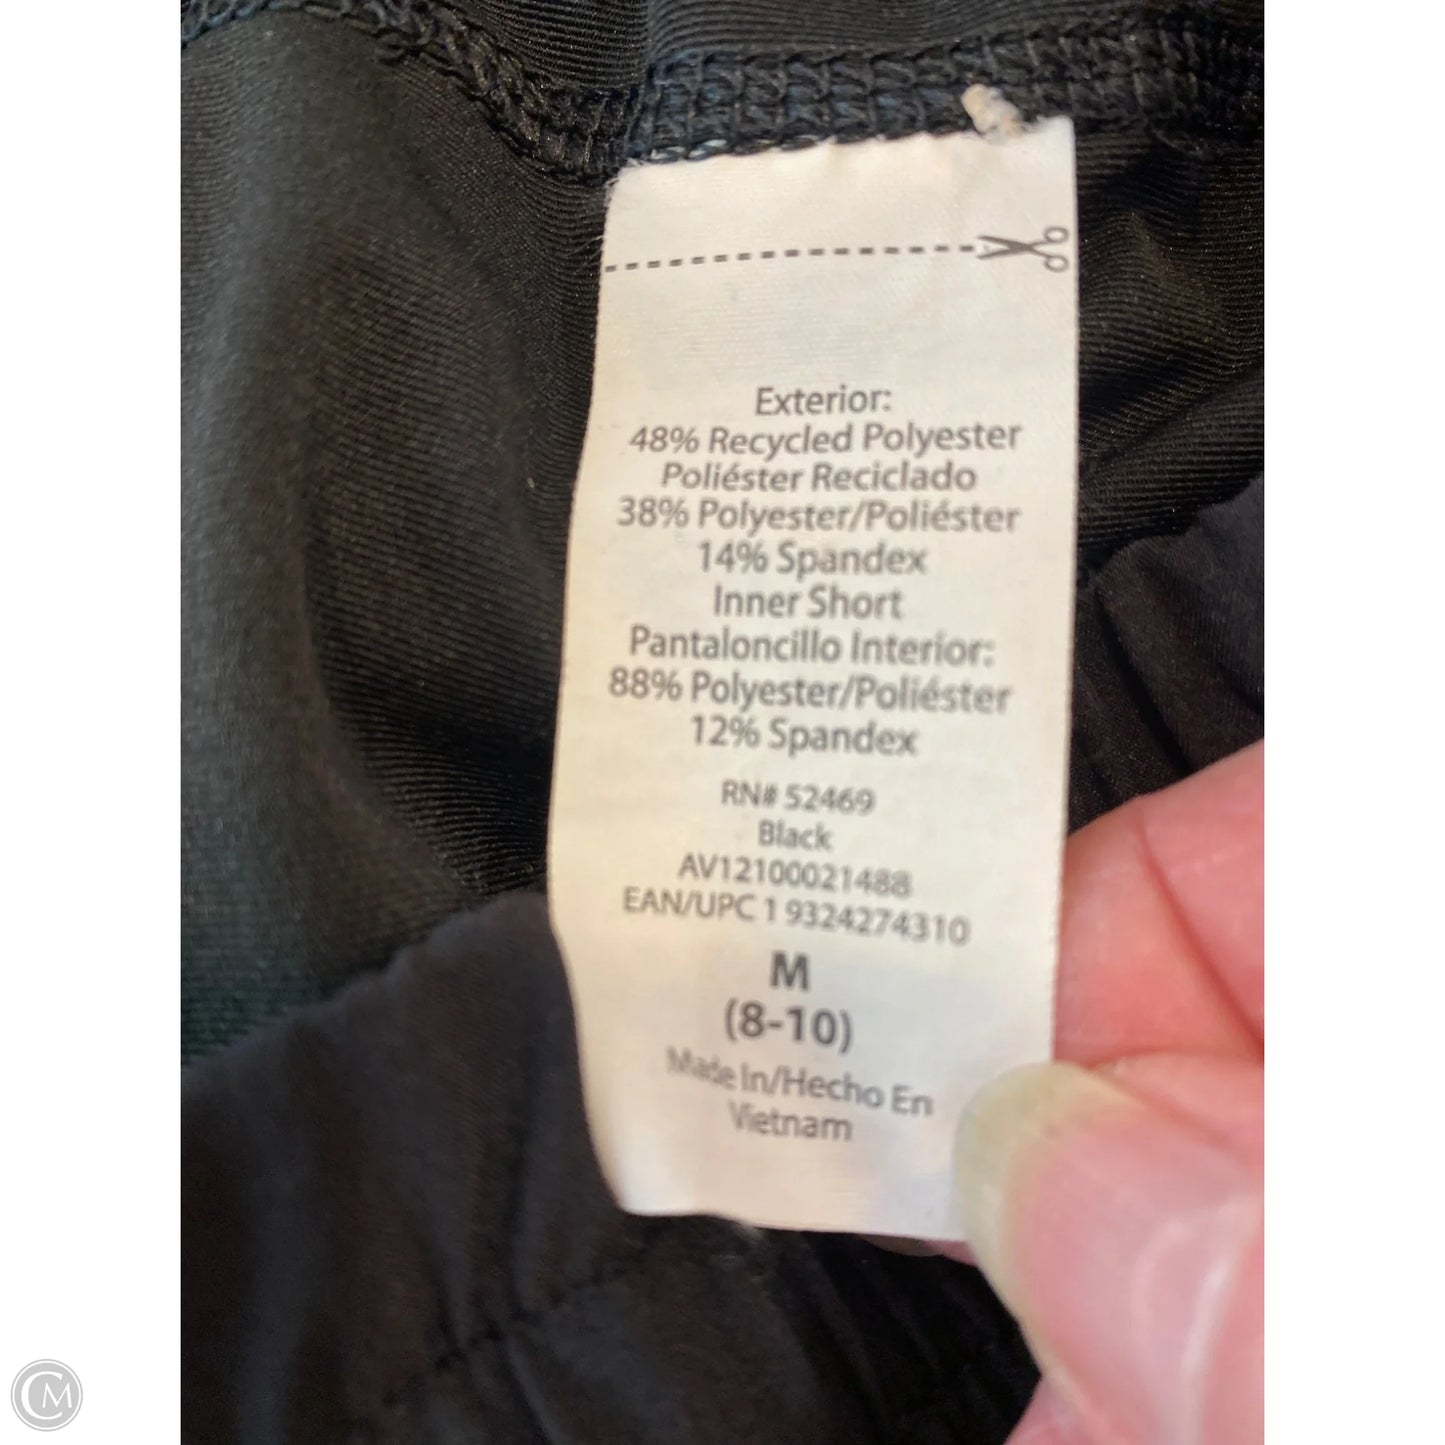 Exterior:
48% Recycled Polyester
Poliéster Reciclado
38% Polyester/Poliéster
14% Spandex
Inner Short
Pantaloncillo Interior:
88% Polyester/Poliéster
12% Spandex
RN# 52469
Black
AV12100021488
EAN/UPC 1 9324274310
M
(8-10)
Made In/Hecho En
Vietnam
CM